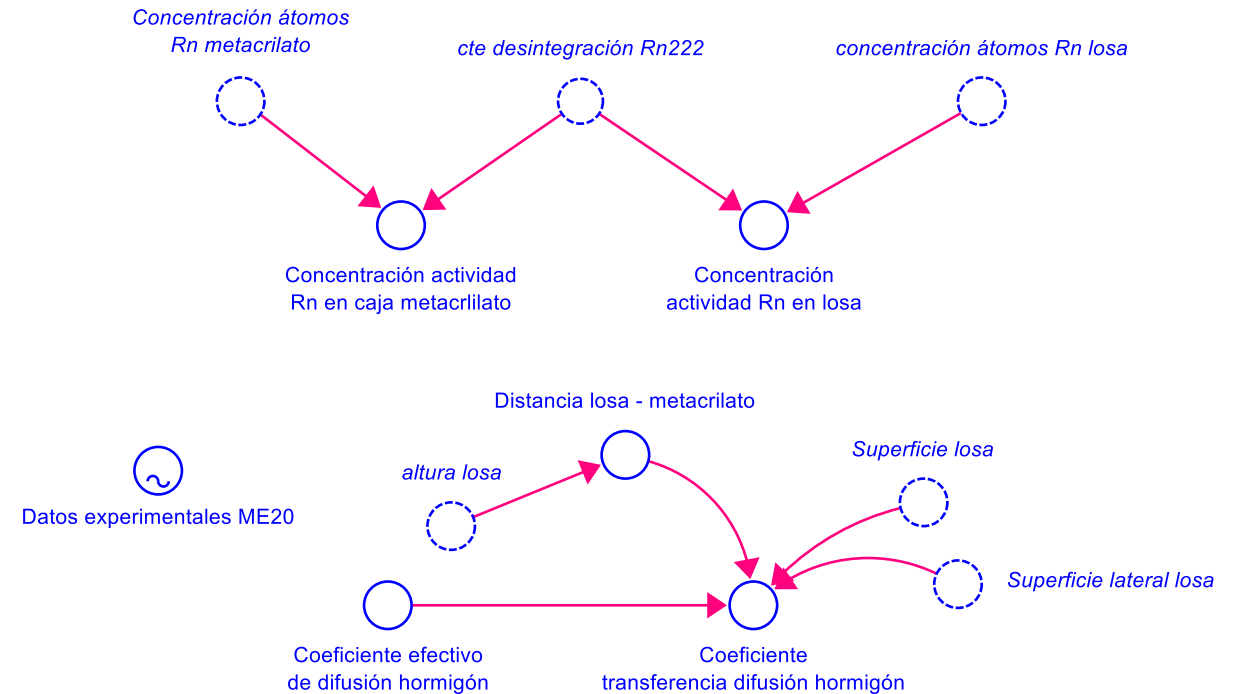 Concentración átomos
Rn metacrilato
cte desintegración Rn222
concentración átomos Rn losa
Concentración actividad
Rn en caja metacrlilato
Concentración
actividad Rn en losa
Distancia losa - metacrilato
altura losa
Superficie losa
Datos experimentales ME20
Superficie lateral losa
Coeficiente efectivo
de difusión hormigón
Coeficiente
transferencia difusión hormigón